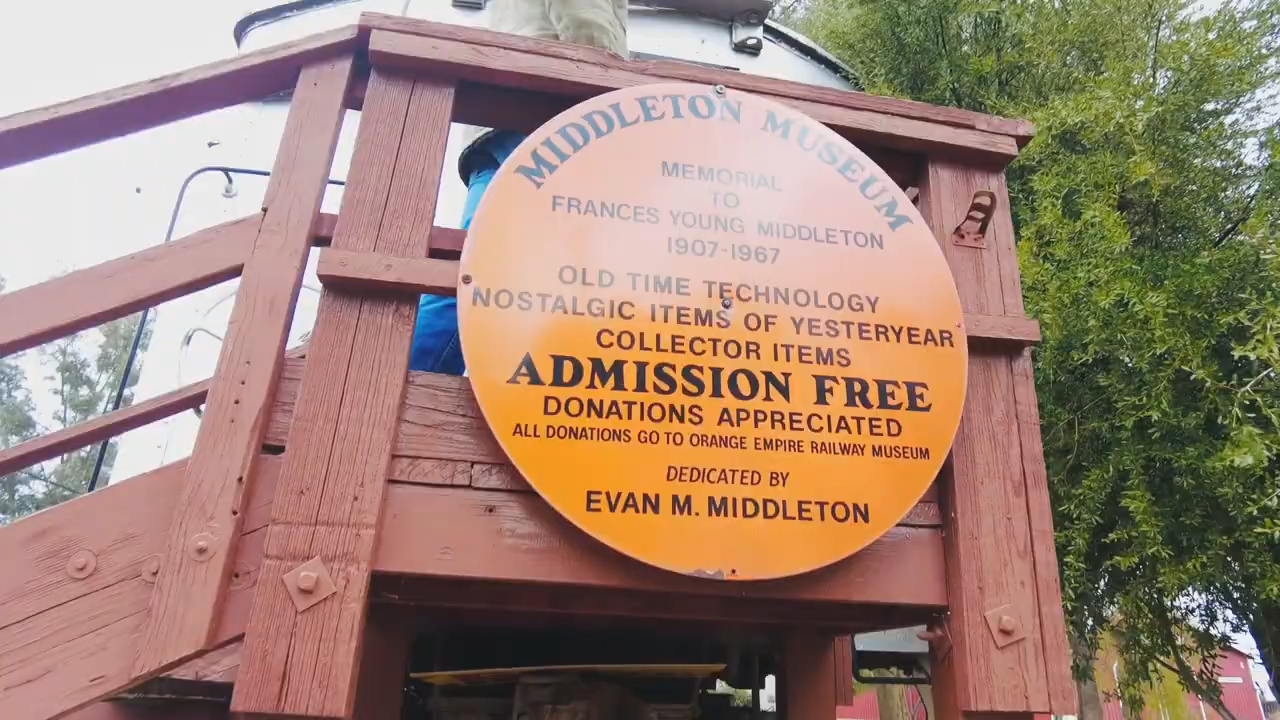 MIDDLETON MUSEUM
MEMORIAL
TO
FRANCES YOUNG MIDDLETON
1907-1967
OLD TIME TECHNOLOGY
NOSTALGIC ITEMS OF YESTERYEAR
COLLECTOR ITEMS
ADMISSION FREE
DONATIONS APPRECIATED
ALL DONATIONS GO TO ORANGE EMPIRE RAILWAY MUSEUM
DEDICATED BY
EVAN M. MIDDLETON